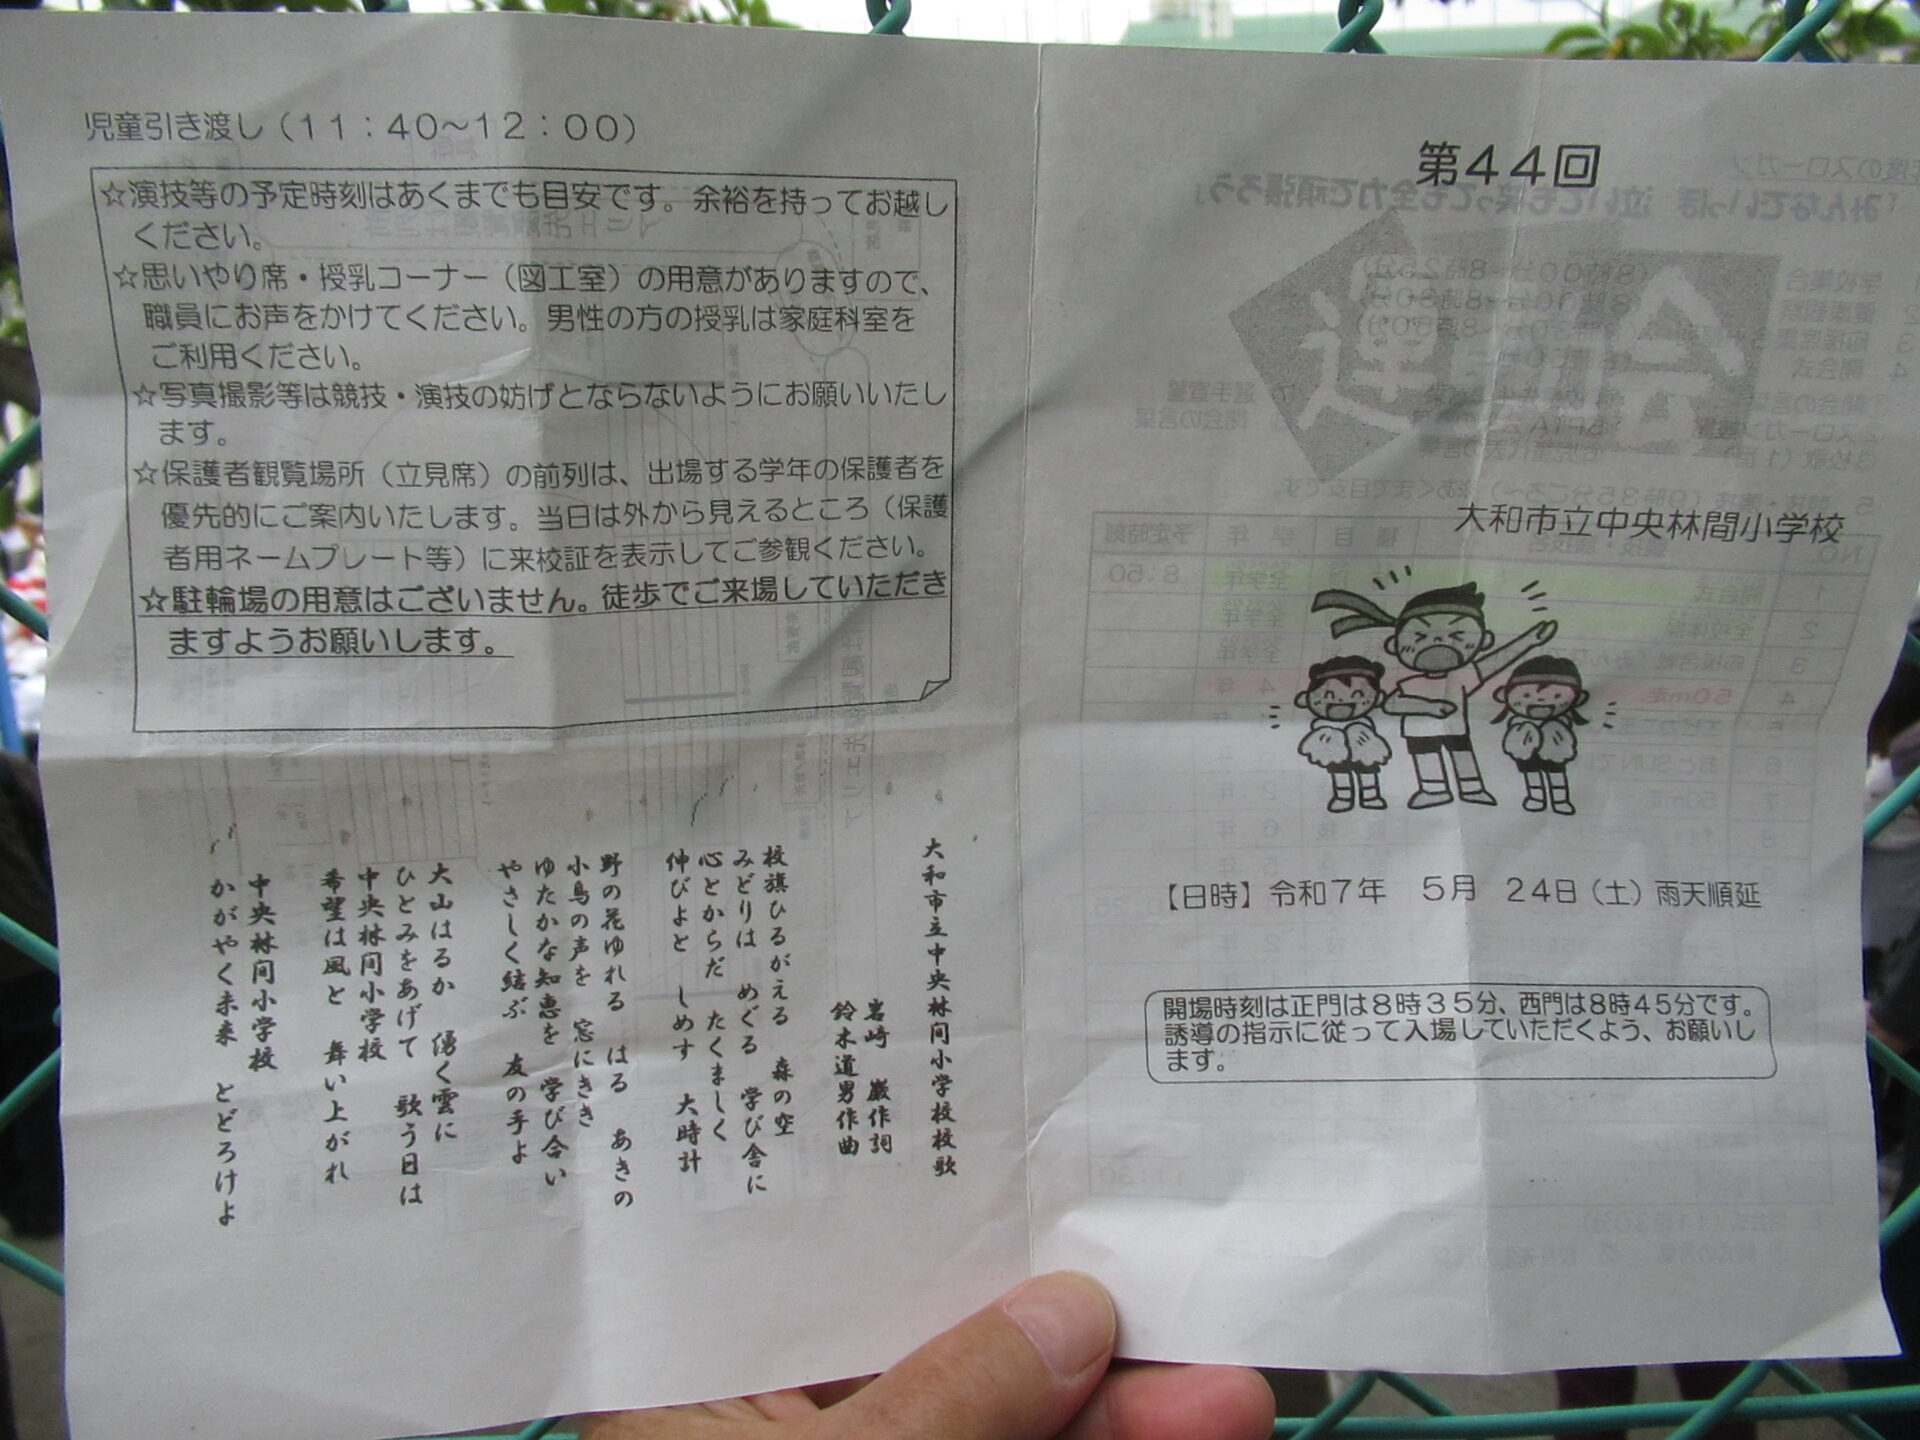 児童引き渡し（11：40～12：00）
☆演技等の予定時刻はあくまでも目安です。余裕を持ってお越し
ください。
☆思いやり席・授乳コーナー（図工室）の用意がありますので、
職員にお声をかけてください。男性の方の授乳は家庭科室を
ご利用ください。
☆写真撮影等は競技・演技の妨げとならないようにお願いいたし
ます。
☆保護者観覧場所（立見席）の前列は、出場する学年の保護者を
優先的にご案内いたします。当日は外から見えるところ（保護
者用ネームプレート等）に来校証を表示してご参観ください。
☆駐輪場の用意はございません。徒歩でご来場していただき
ますようお願いします。
大和市立中央林間小学校校歌
岩崎　巌作詞
鈴木道男作曲
校旗ひるがえる　森の空
みどりは　めぐる　学び舎に
心とからだ　たくましく
伸びよと　しめす　大時計
野の花ゆれる　はる　あきの
小鳥の声を　窓にきき
ゆたかな知恵を　学び合い
やさしく結ぶ　友の手よ
大山はるか　湧く雲に
ひとみをあげて　歌う日は
中央林間小学校
希望は風と　舞い上がれ
中央林間小学校
かがやく未来　とどろけよ
第44回
運動会
大和市立中央林間小学校
【日時】令和7年　5月　24日（土）雨天順延
開場時刻は正門は8時35分、西門は8時45分です。
誘導の指示に従って入場していただくよう、お願いし
ます。